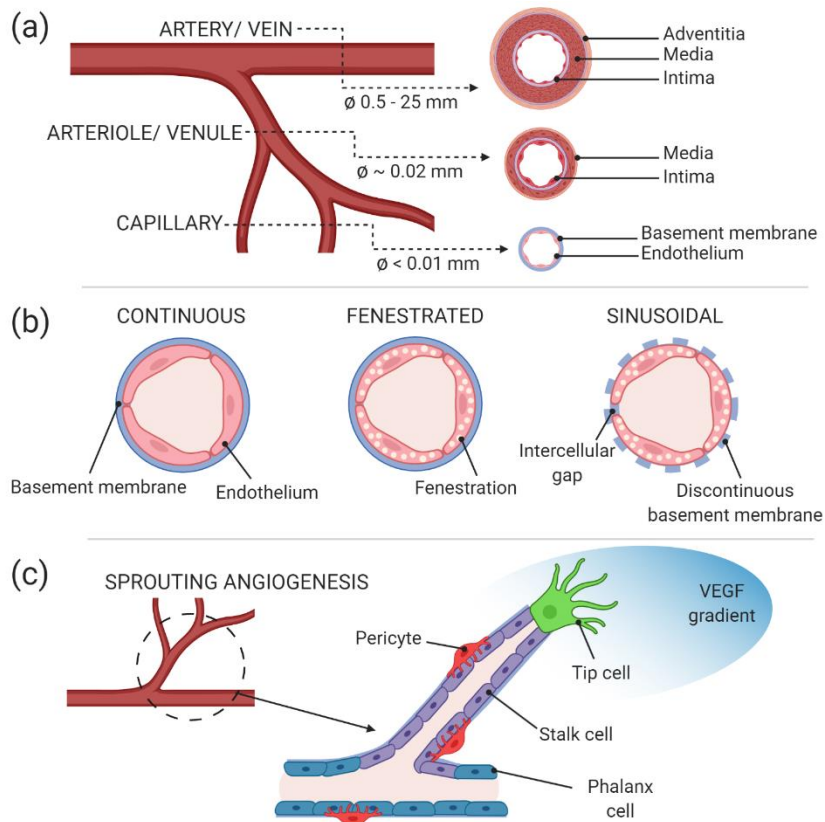 (a)
ARTERY/ VEIN
Adventitia
Media
Intima
ø 0.5 - 25 mm
ARTERIOLE/ VENULE
Media
Intima
ø ~ 0.02 mm
CAPILLARY
Basement membrane
Endothelium
ø < 0.01 mm
(b)
CONTINUOUS
FENESTRATED
SINUSOIDAL
Basement membrane
Endothelium
Fenestration
Intercellular
gap
Discontinuous
basement membrane
(c)
SPROUTING ANGIOGENESIS
VEGF
gradient
Pericyte
Tip cell
Stalk cell
Phalanx
cell